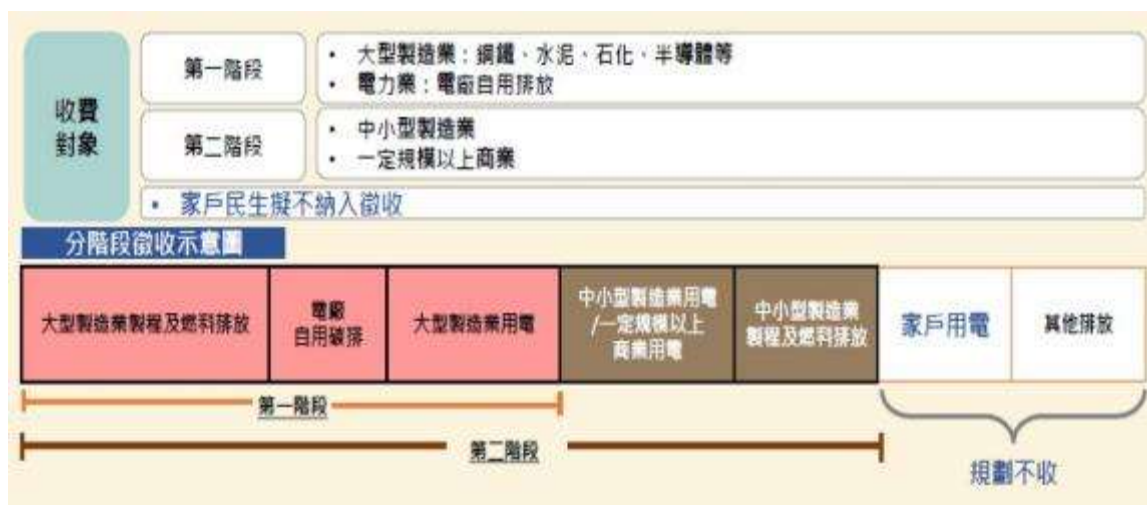 收費
對象
第一階段
• 大型製造業：鋼鐵、水泥、石化、半導體等
• 電力業：電廠自用排放
第二階段
• 中小型製造業
• 一定規模以上商業
• 家戶民生擬不納入徵收
分階段徵收示意圖
大型製造業製程及燃料排放
電廠
自用碳排
大型製造業用電
中小型製造業用電
/一定規模以上
商業用電
中小型製造業
製程及燃料排放
家戶用電
其他排放
第一階段
第二階段
規劃不收